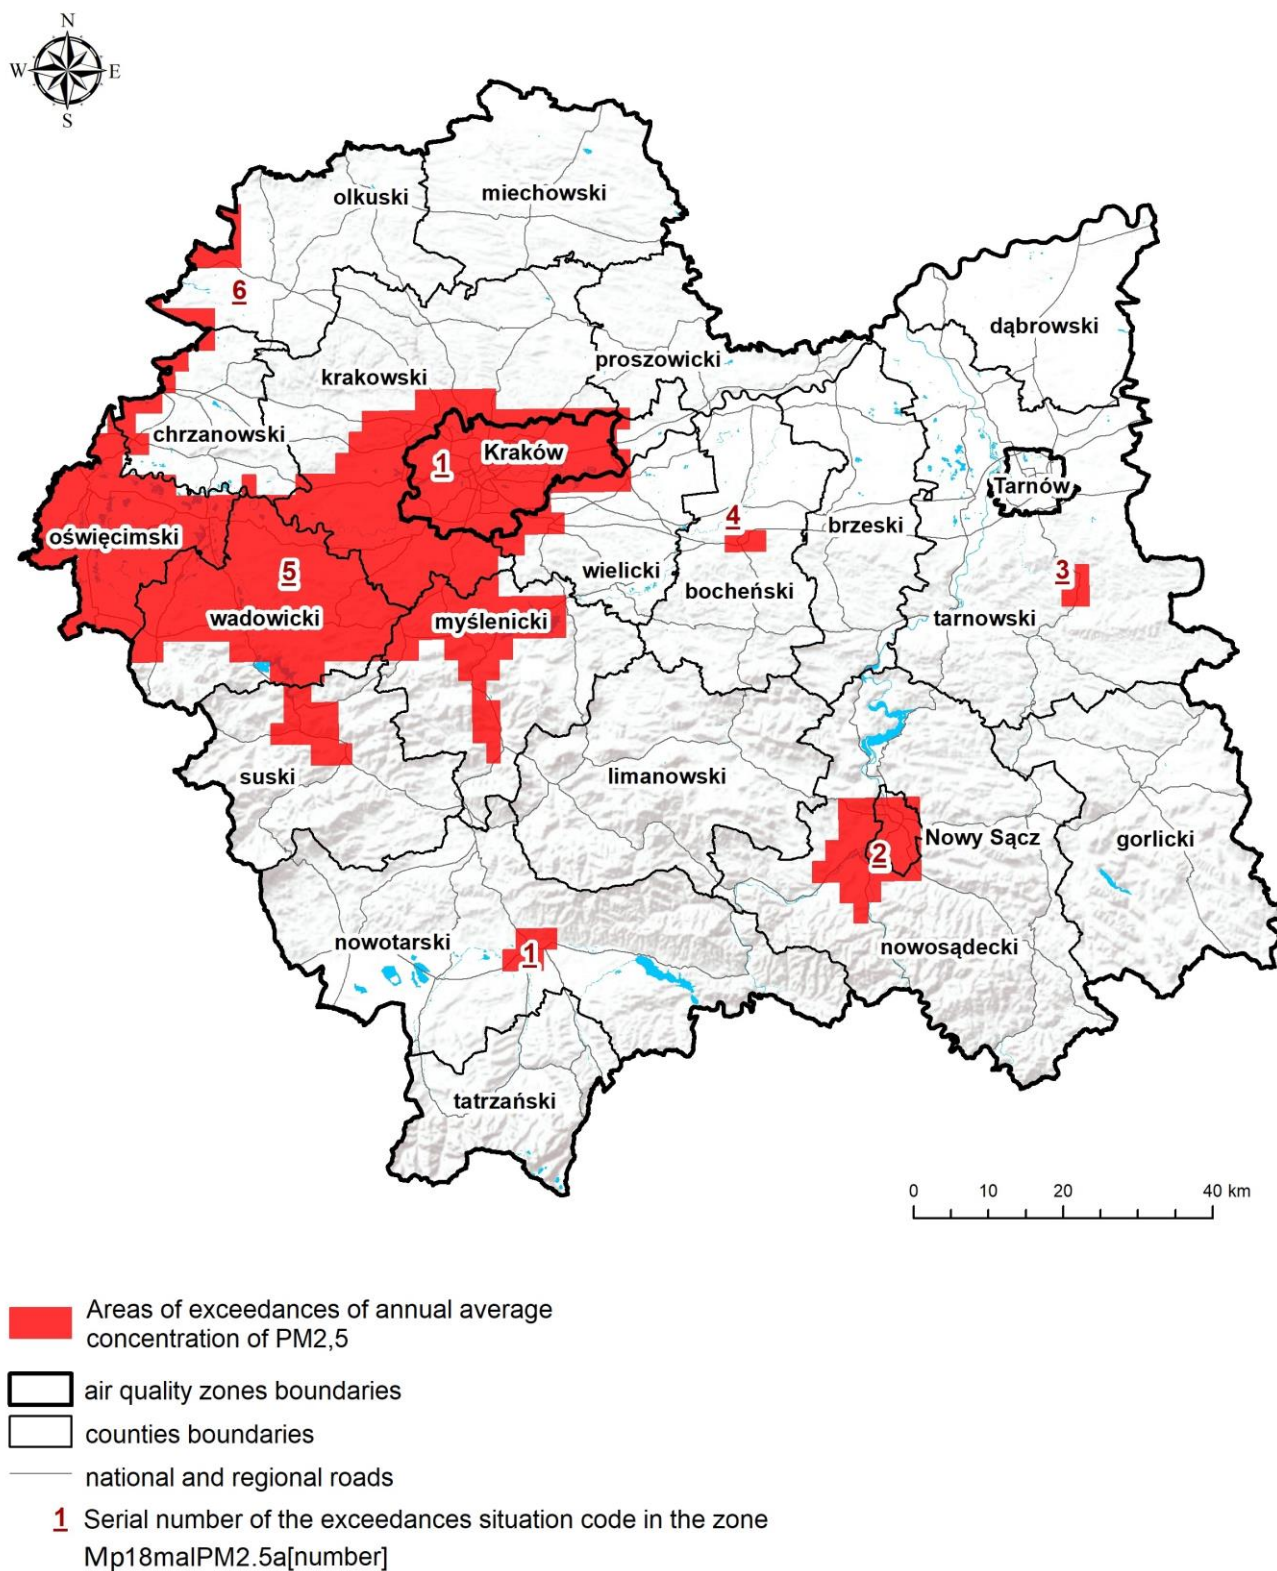 N
W E
S
olkuski
miechowski
6
dąbrowski
proszowicki
krakowski
chrzanowski
Kraków
1
Tarnów
oświęcimski
4
brzeski
5
wielicki
3
bocheński
wadowicki
myślenicki
tarnowski
suski
limanowski
Nowy Sącz
gorlicki
2
nowotarski
1
nowosądecki
tatrzański
0 10 20 40 km
Areas of exceedances of annual average
concentration of PM2,5
air quality zones boundaries
counties boundaries
national and regional roads
1 Serial number of the exceedances situation code in the zone
Mp18malPM2.5a[number]